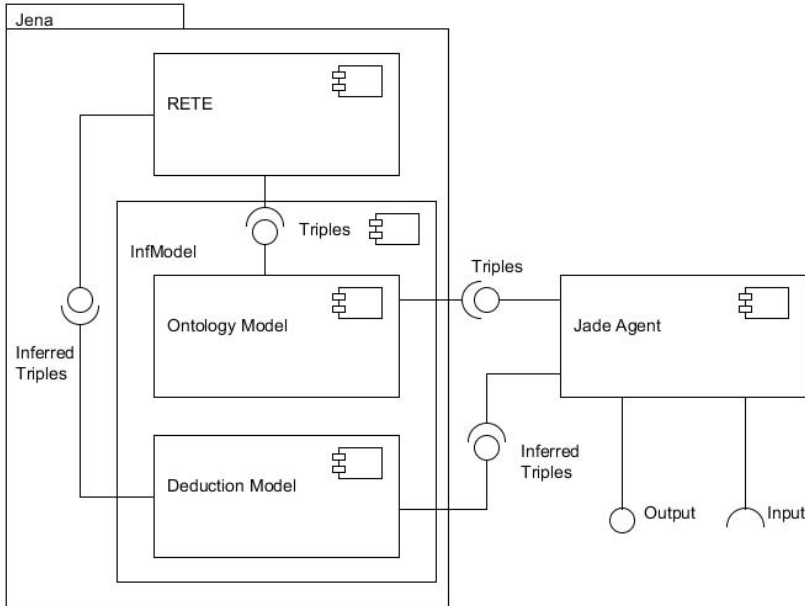 Jena
RETE
Triples
InfModel
Triples
Ontology Model
Jade Agent
Inferred
Triples
Inferred
Triples
Deduction Model
Output
Input